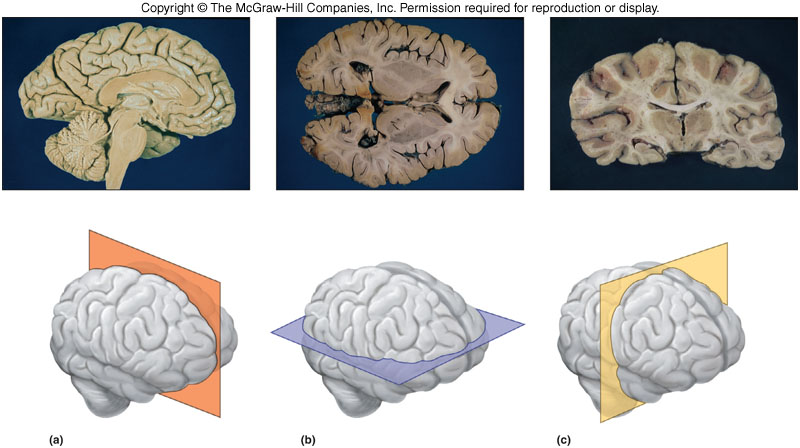 Copyright © The McGraw-Hill Companies, Inc. Permission required for reproduction or display.
(a)
(b)
(c)